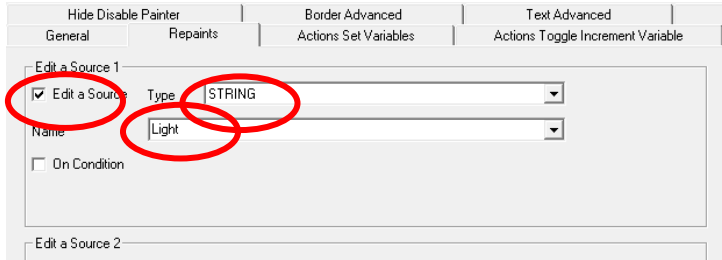 Hide Disable Painter Border Advanced Text Advanced
General Repaints Actions Set Variables Actions Toggle Increment Variable
Edit a Source 1
Edit a Source Type STRING
Name Light
On Condition
Edit a Source 2